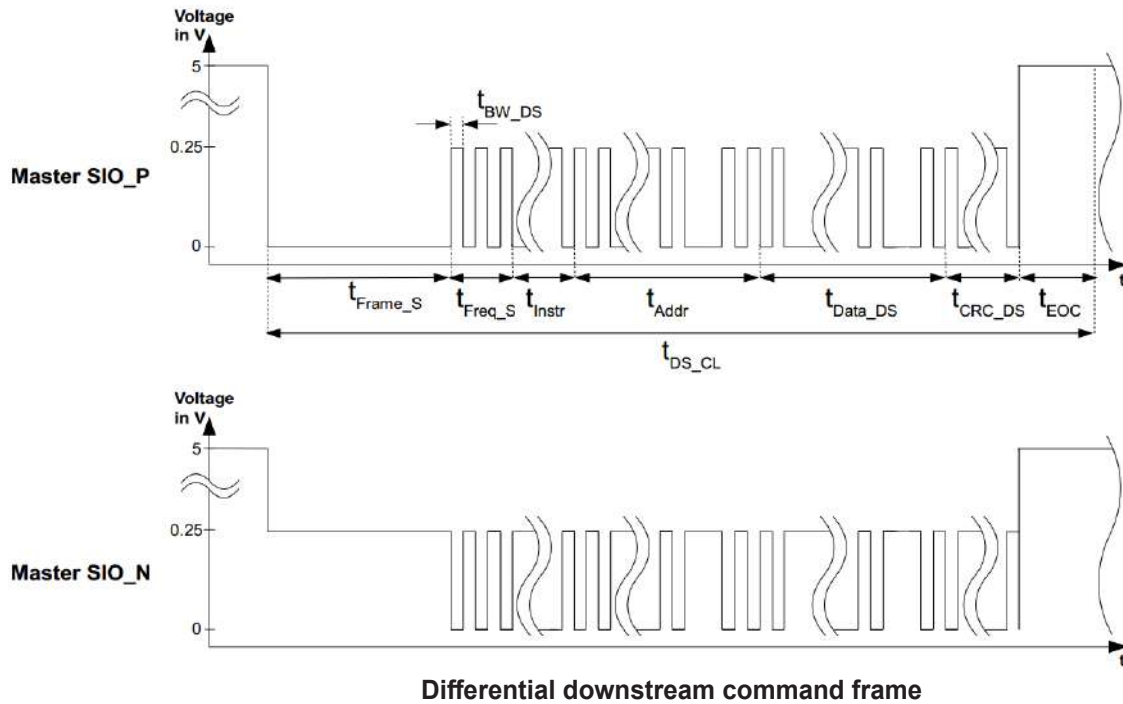 Voltage
in V
5
t_BW_DS
0.25
Master SIO_P
0
t
t_Frame_S
t_Freq_S
t_Instr
t_Addr
t_Data_DS
t_CRC_DS
t_EOC
t_DS_CL
Voltage
in V
5
0.25
Master SIO_N
0
t
Differential downstream command frame